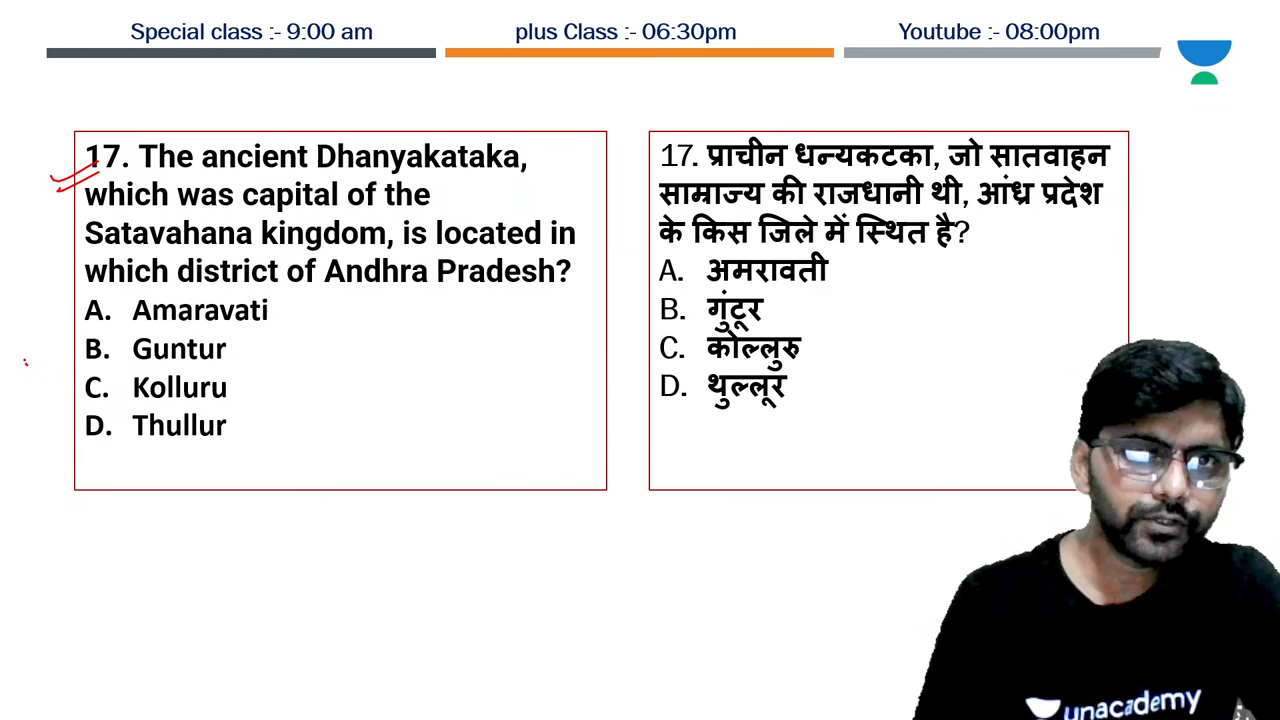 Special class :- 9:00 am
plus Class :- 06:30pm
Youtube :- 08:00pm
17. The ancient Dhanyakataka,
which was capital of the
Satavahana kingdom, is located in
which district of Andhra Pradesh?
A. Amaravati
B. Guntur
C. Kolluru
D. Thullur
17. प्राचीन धन्यकटका, जो सातवाहन
साम्राज्य की राजधानी थी, आंध्र प्रदेश
के किस जिले में स्थित है?
A. अमरावती
B. गुंटूर
C. कोल्लुरु
D. थुल्लूर
unacademy